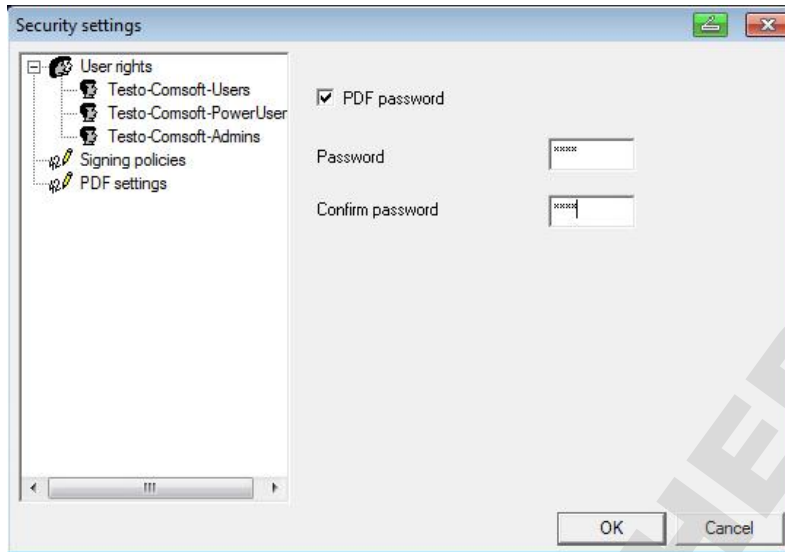 Security settings
User rights
Testo-Comsoft-Users
Testo-Comsoft-PowerUser
Testo-Comsoft-Admins
Signing policies
PDF settings
PDF password
Password
****
Confirm password
****
OK
Cancel